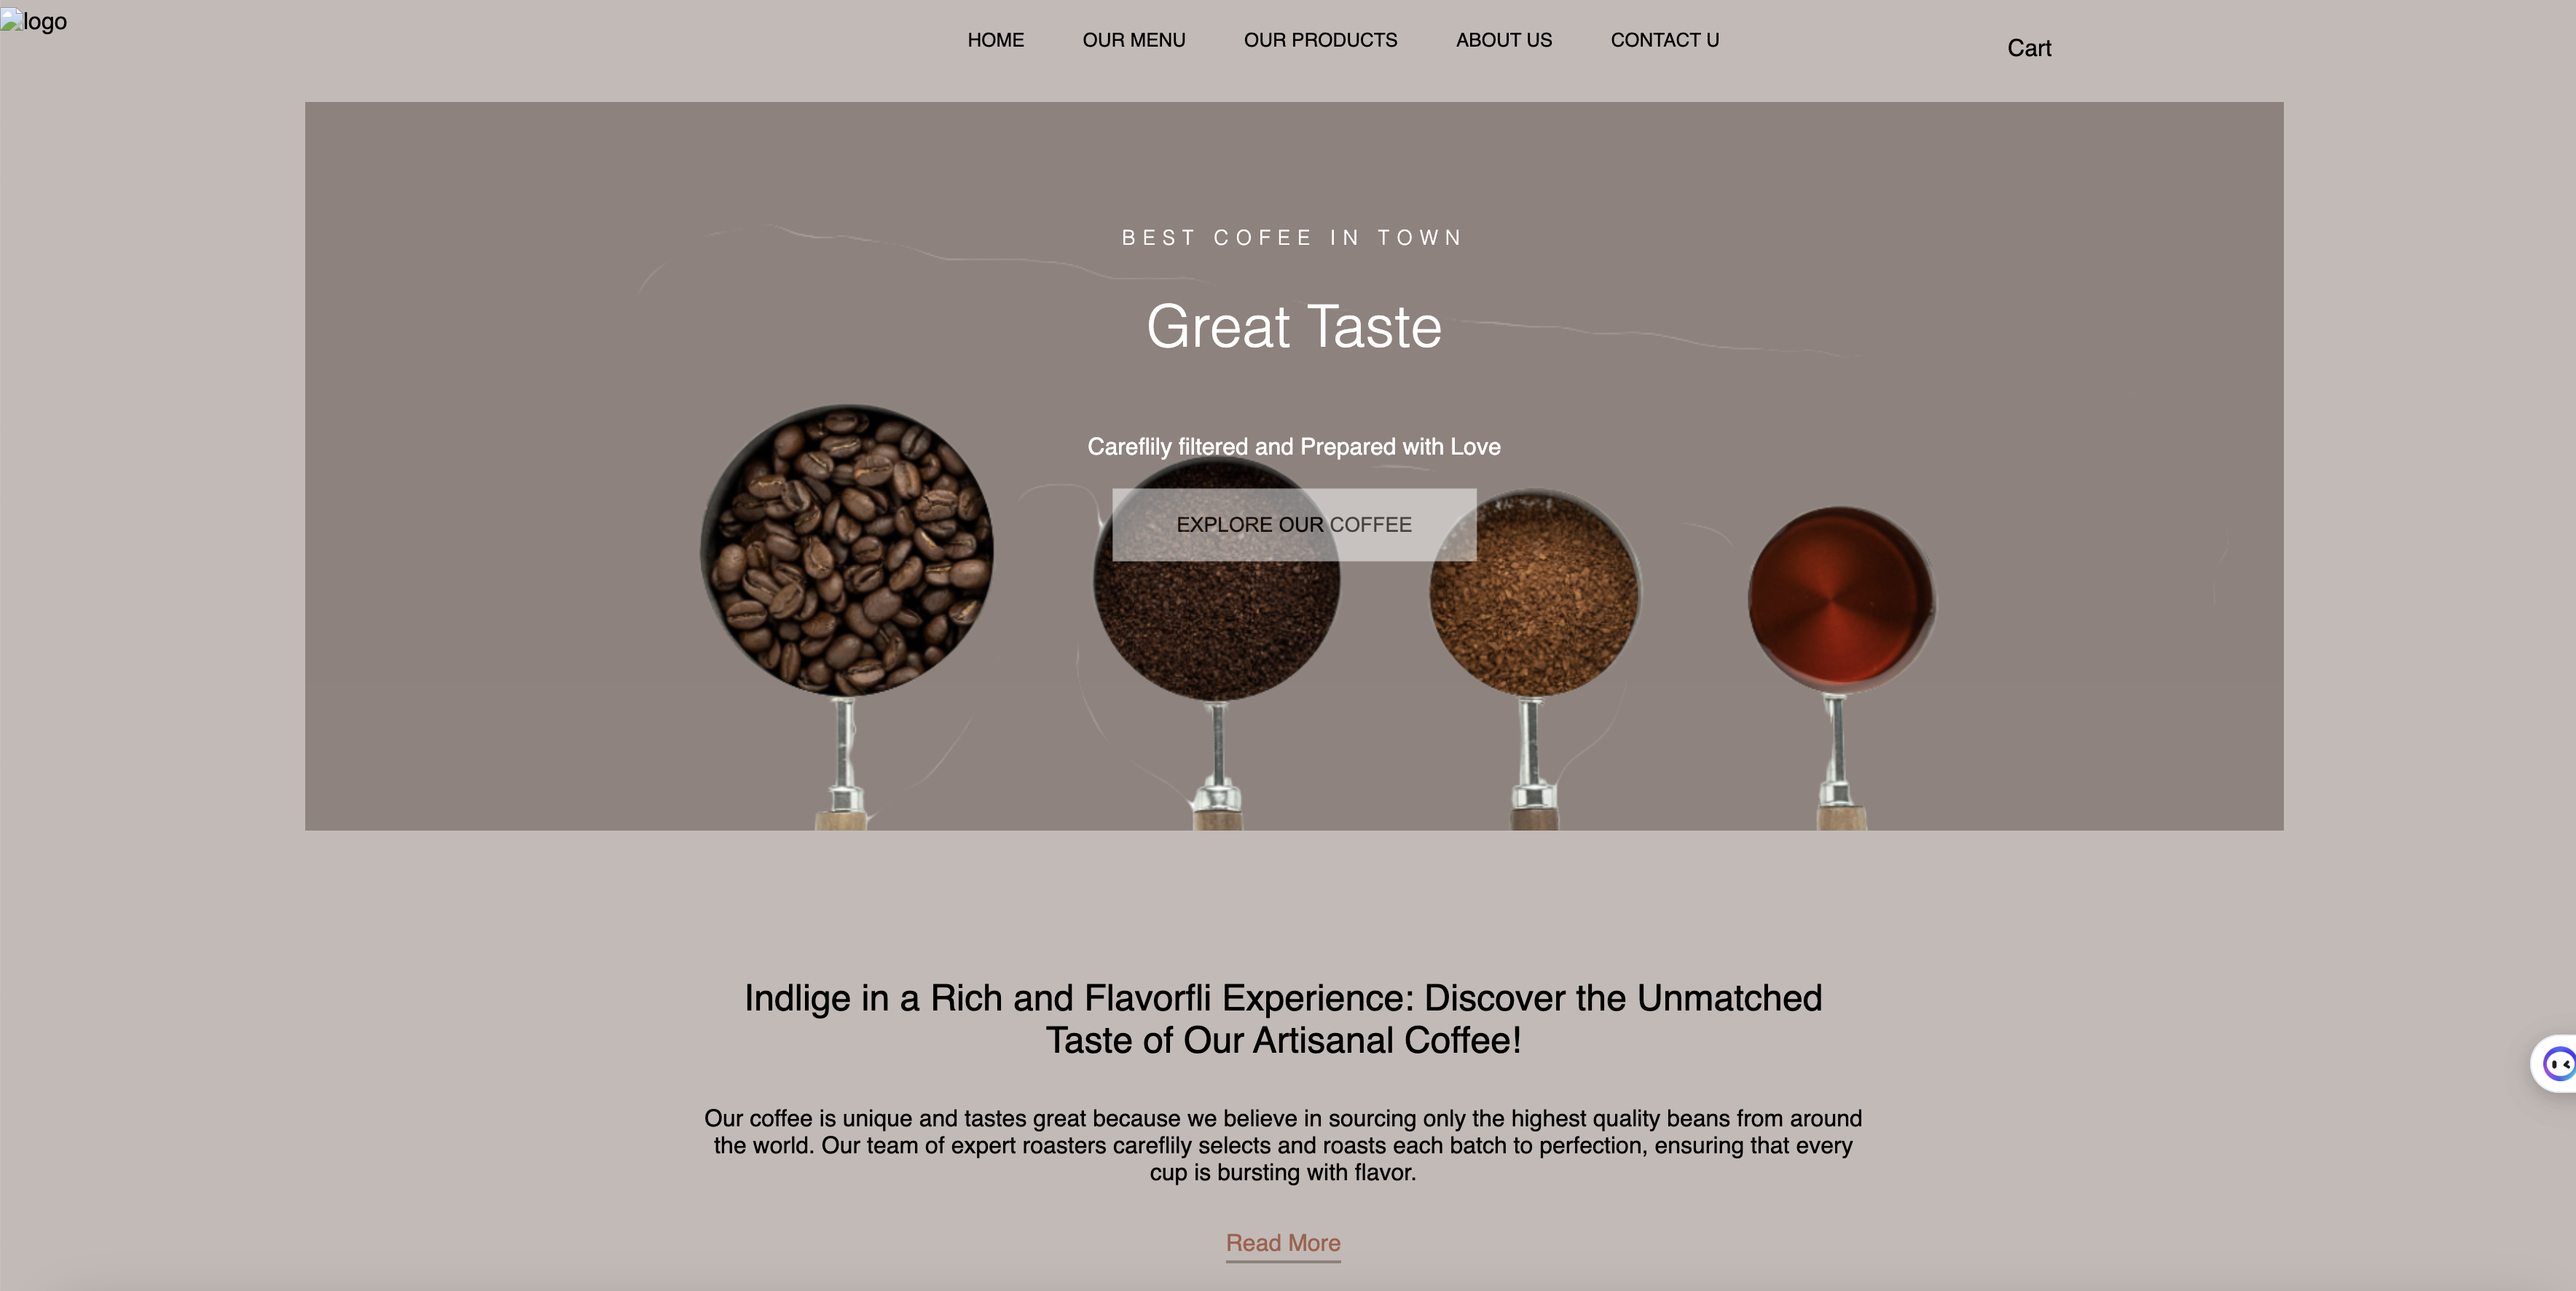 logo
HOME OUR MENU OUR PRODUCTS ABOUT US CONTACT U
Cart
BEST COFEE IN TOWN
Great Taste
Careflily filtered and Prepared with Love
EXPLORE OUR COFFEE
Indlige in a Rich and Flavorfli Experience: Discover the Unmatched
Taste of Our Artisanal Coffee!
Our coffee is unique and tastes great because we believe in sourcing only the highest quality beans from around
the world. Our team of expert roasters careflily selects and roasts each batch to perfection, ensuring that every
cup is bursting with flavor.
Read More